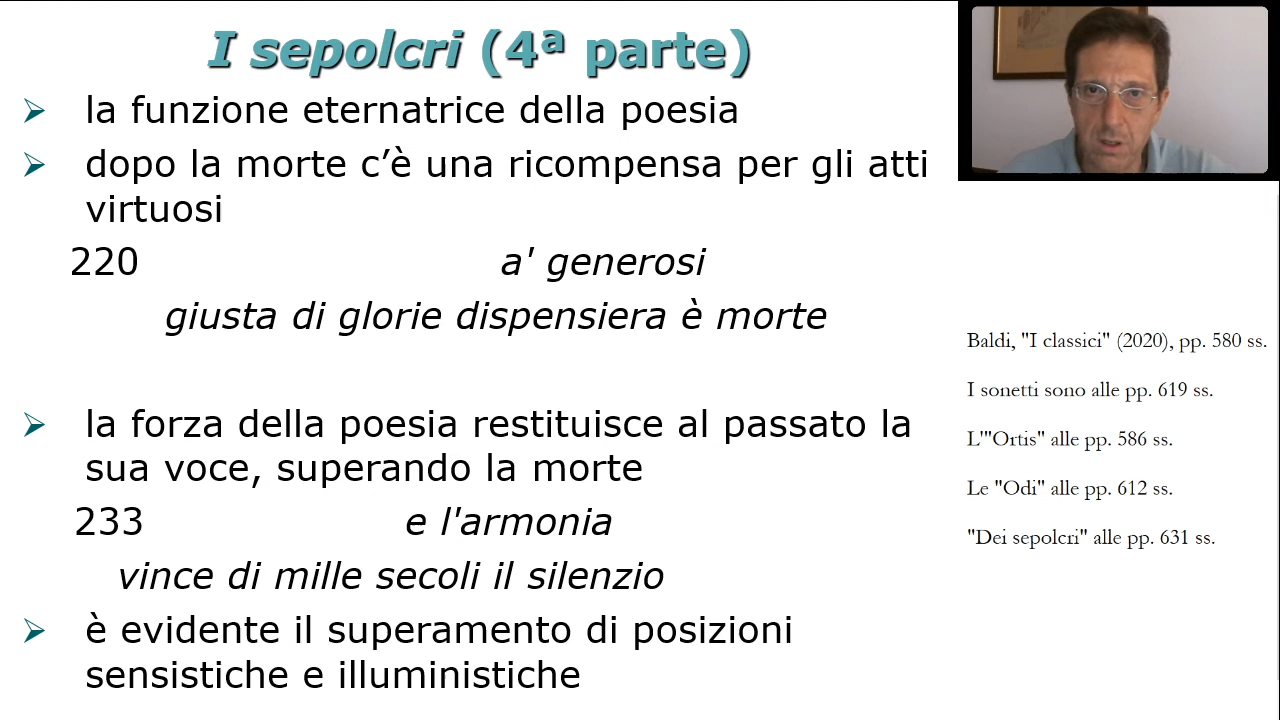 I sepolcri (4ª parte)
la funzione eternatrice della poesia
dopo la morte c’è una ricompensa per gli atti
virtuosi
220 a' generosi
giusta di glorie dispensiera è morte
la forza della poesia restituisce al passato la
sua voce, superando la morte
233 e l'armonia
vince di mille secoli il silenzio
è evidente il superamento di posizioni
sensistiche e illuministiche
Baldi, "I classici" (2020), pp. 580 ss.
I sonetti sono alle pp. 619 ss.
L'"Ortis" alle pp. 586 ss.
Le "Odi" alle pp. 612 ss.
"Dei sepolcri" alle pp. 631 ss.